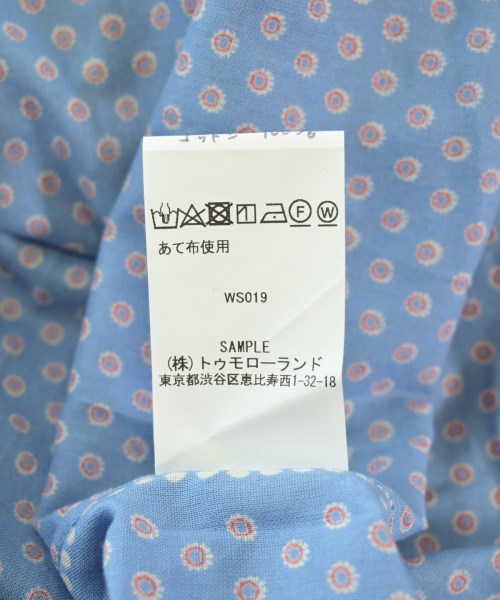 F W
あて布使用
WS019
SAMPLE
(株)トゥモローランド
東京都渋谷区恵比寿西1-32-18